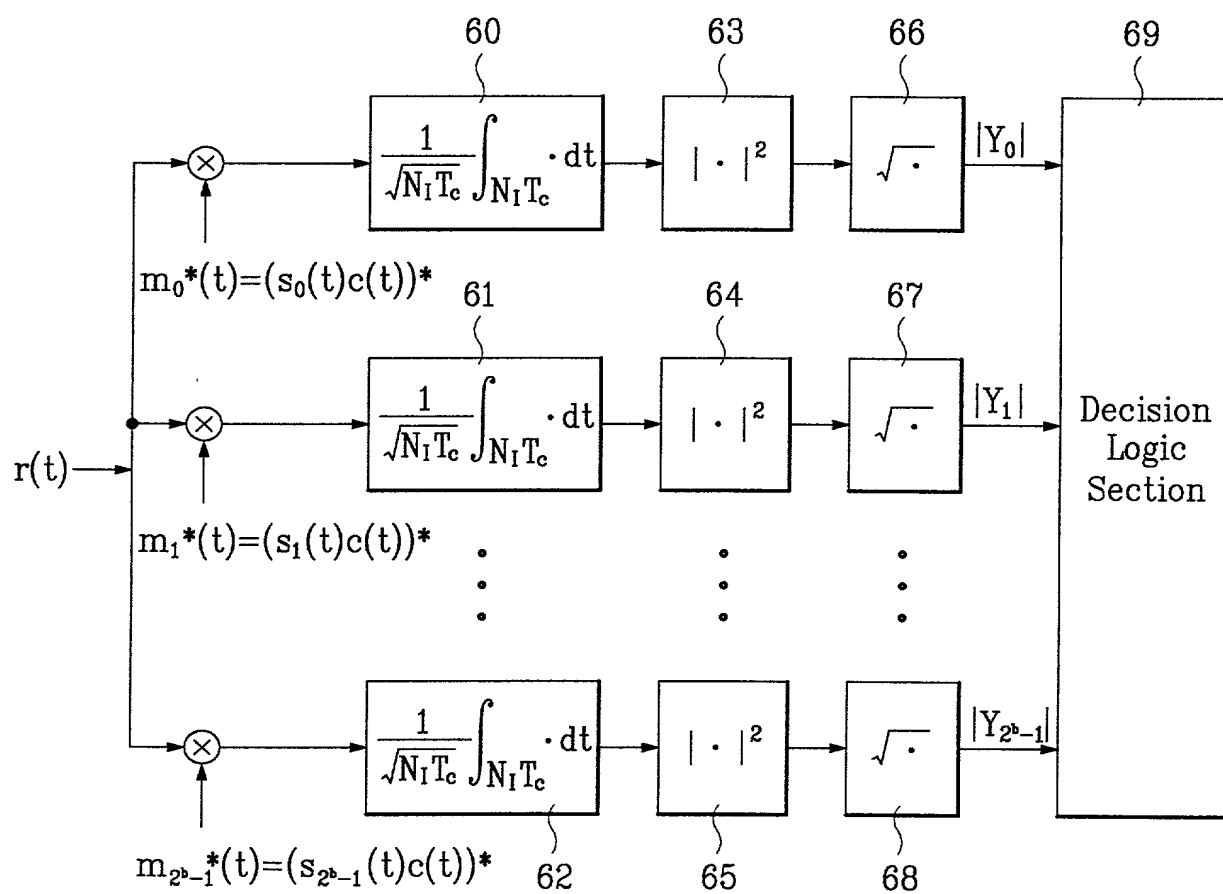 60 63 66 69
1/√(N_I T_c) ∫_{N_I T_c} · dt | · |² √· |Y₀|
m₀*(t)=(s₀(t)c(t))*
61 64 67
1/√(N_I T_c) ∫_{N_I T_c} · dt | · |² √· |Y₁|
Decision
Logic
Section
r(t)
m₁*(t)=(s₁(t)c(t))*
1/√(N_I T_c) ∫_{N_I T_c} · dt | · |² √· |Y_{2^b-1}|
m_{2^b-1}*(t)=(s_{2^b-1}(t)c(t))*
62 65 68